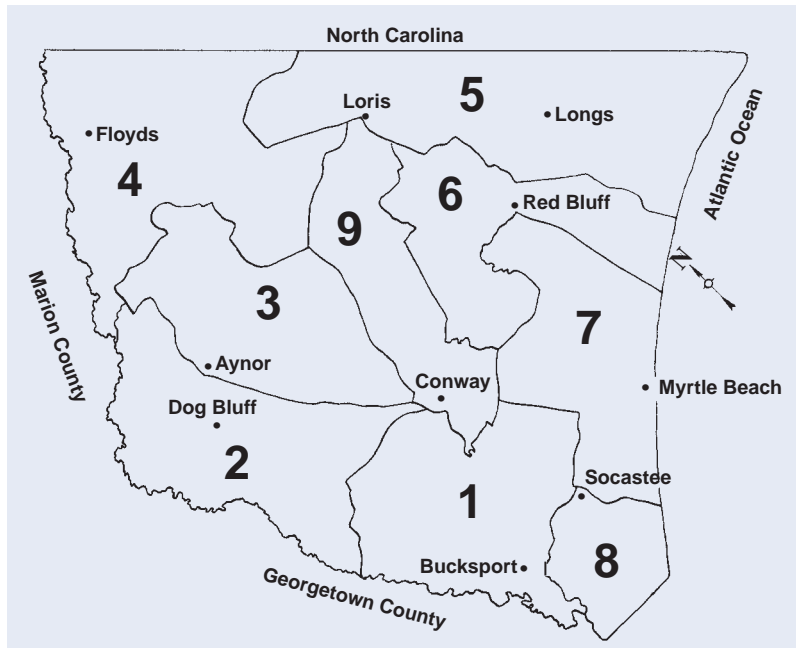 North Carolina
5
Loris
Longs
Floyds
Atlantic Ocean
4
6
Red Bluff
9
N
Marion County
3
7
Aynor
Conway
Myrtle Beach
Dog Bluff
2
1
Socastee
Bucksport
8
Georgetown County